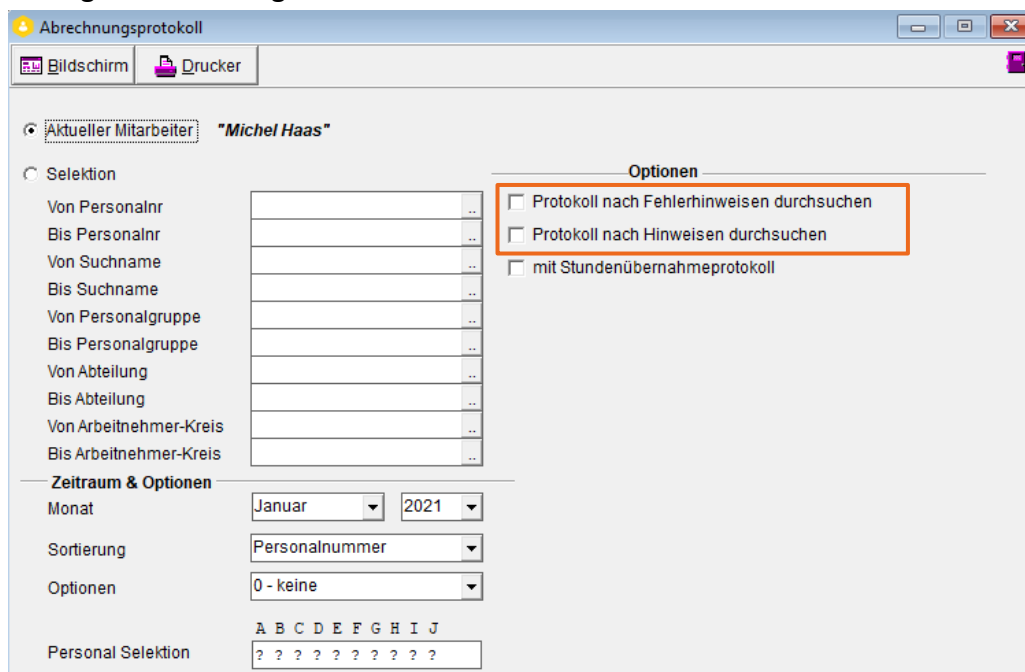 Abrechnungsprotokoll
Bildschirm Drucker
Aktueller Mitarbeiter "Michel Haas"
Selektion
Optionen
Von Personalnr ..
Protokoll nach Fehlerhinweisen durchsuchen
Bis Personalnr ..
Protokoll nach Hinweisen durchsuchen
Von Suchname ..
mit Stundenübernahmeprotokoll
Bis Suchname ..
Von Personalgruppe ..
Bis Personalgruppe ..
Von Abteilung ..
Bis Abteilung ..
Von Arbeitnehmer-Kreis ..
Bis Arbeitnehmer-Kreis ..
Zeitraum & Optionen
Monat Januar 2021
Sortierung Personalnummer
Optionen 0 - keine
A B C D E F G H I J
Personal Selektion ? ? ? ? ? ? ? ? ? ?